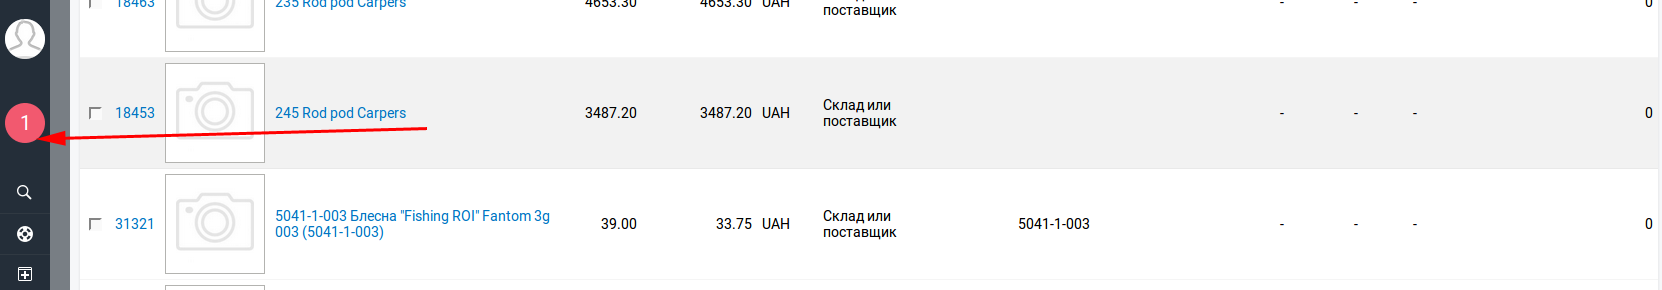 18463 235 Rod pod Carpers 4653.30 4653.30 UAH Склад или - - - 0
поставщик
1
18453 245 Rod pod Carpers 3487.20 3487.20 UAH Склад или - - - 0
поставщик
31321 5041-1-003 Блесна "Fishing ROI" Fantom 3g 39.00 33.75 UAH Склад или 5041-1-003 - - - 0
003 (5041-1-003) поставщик